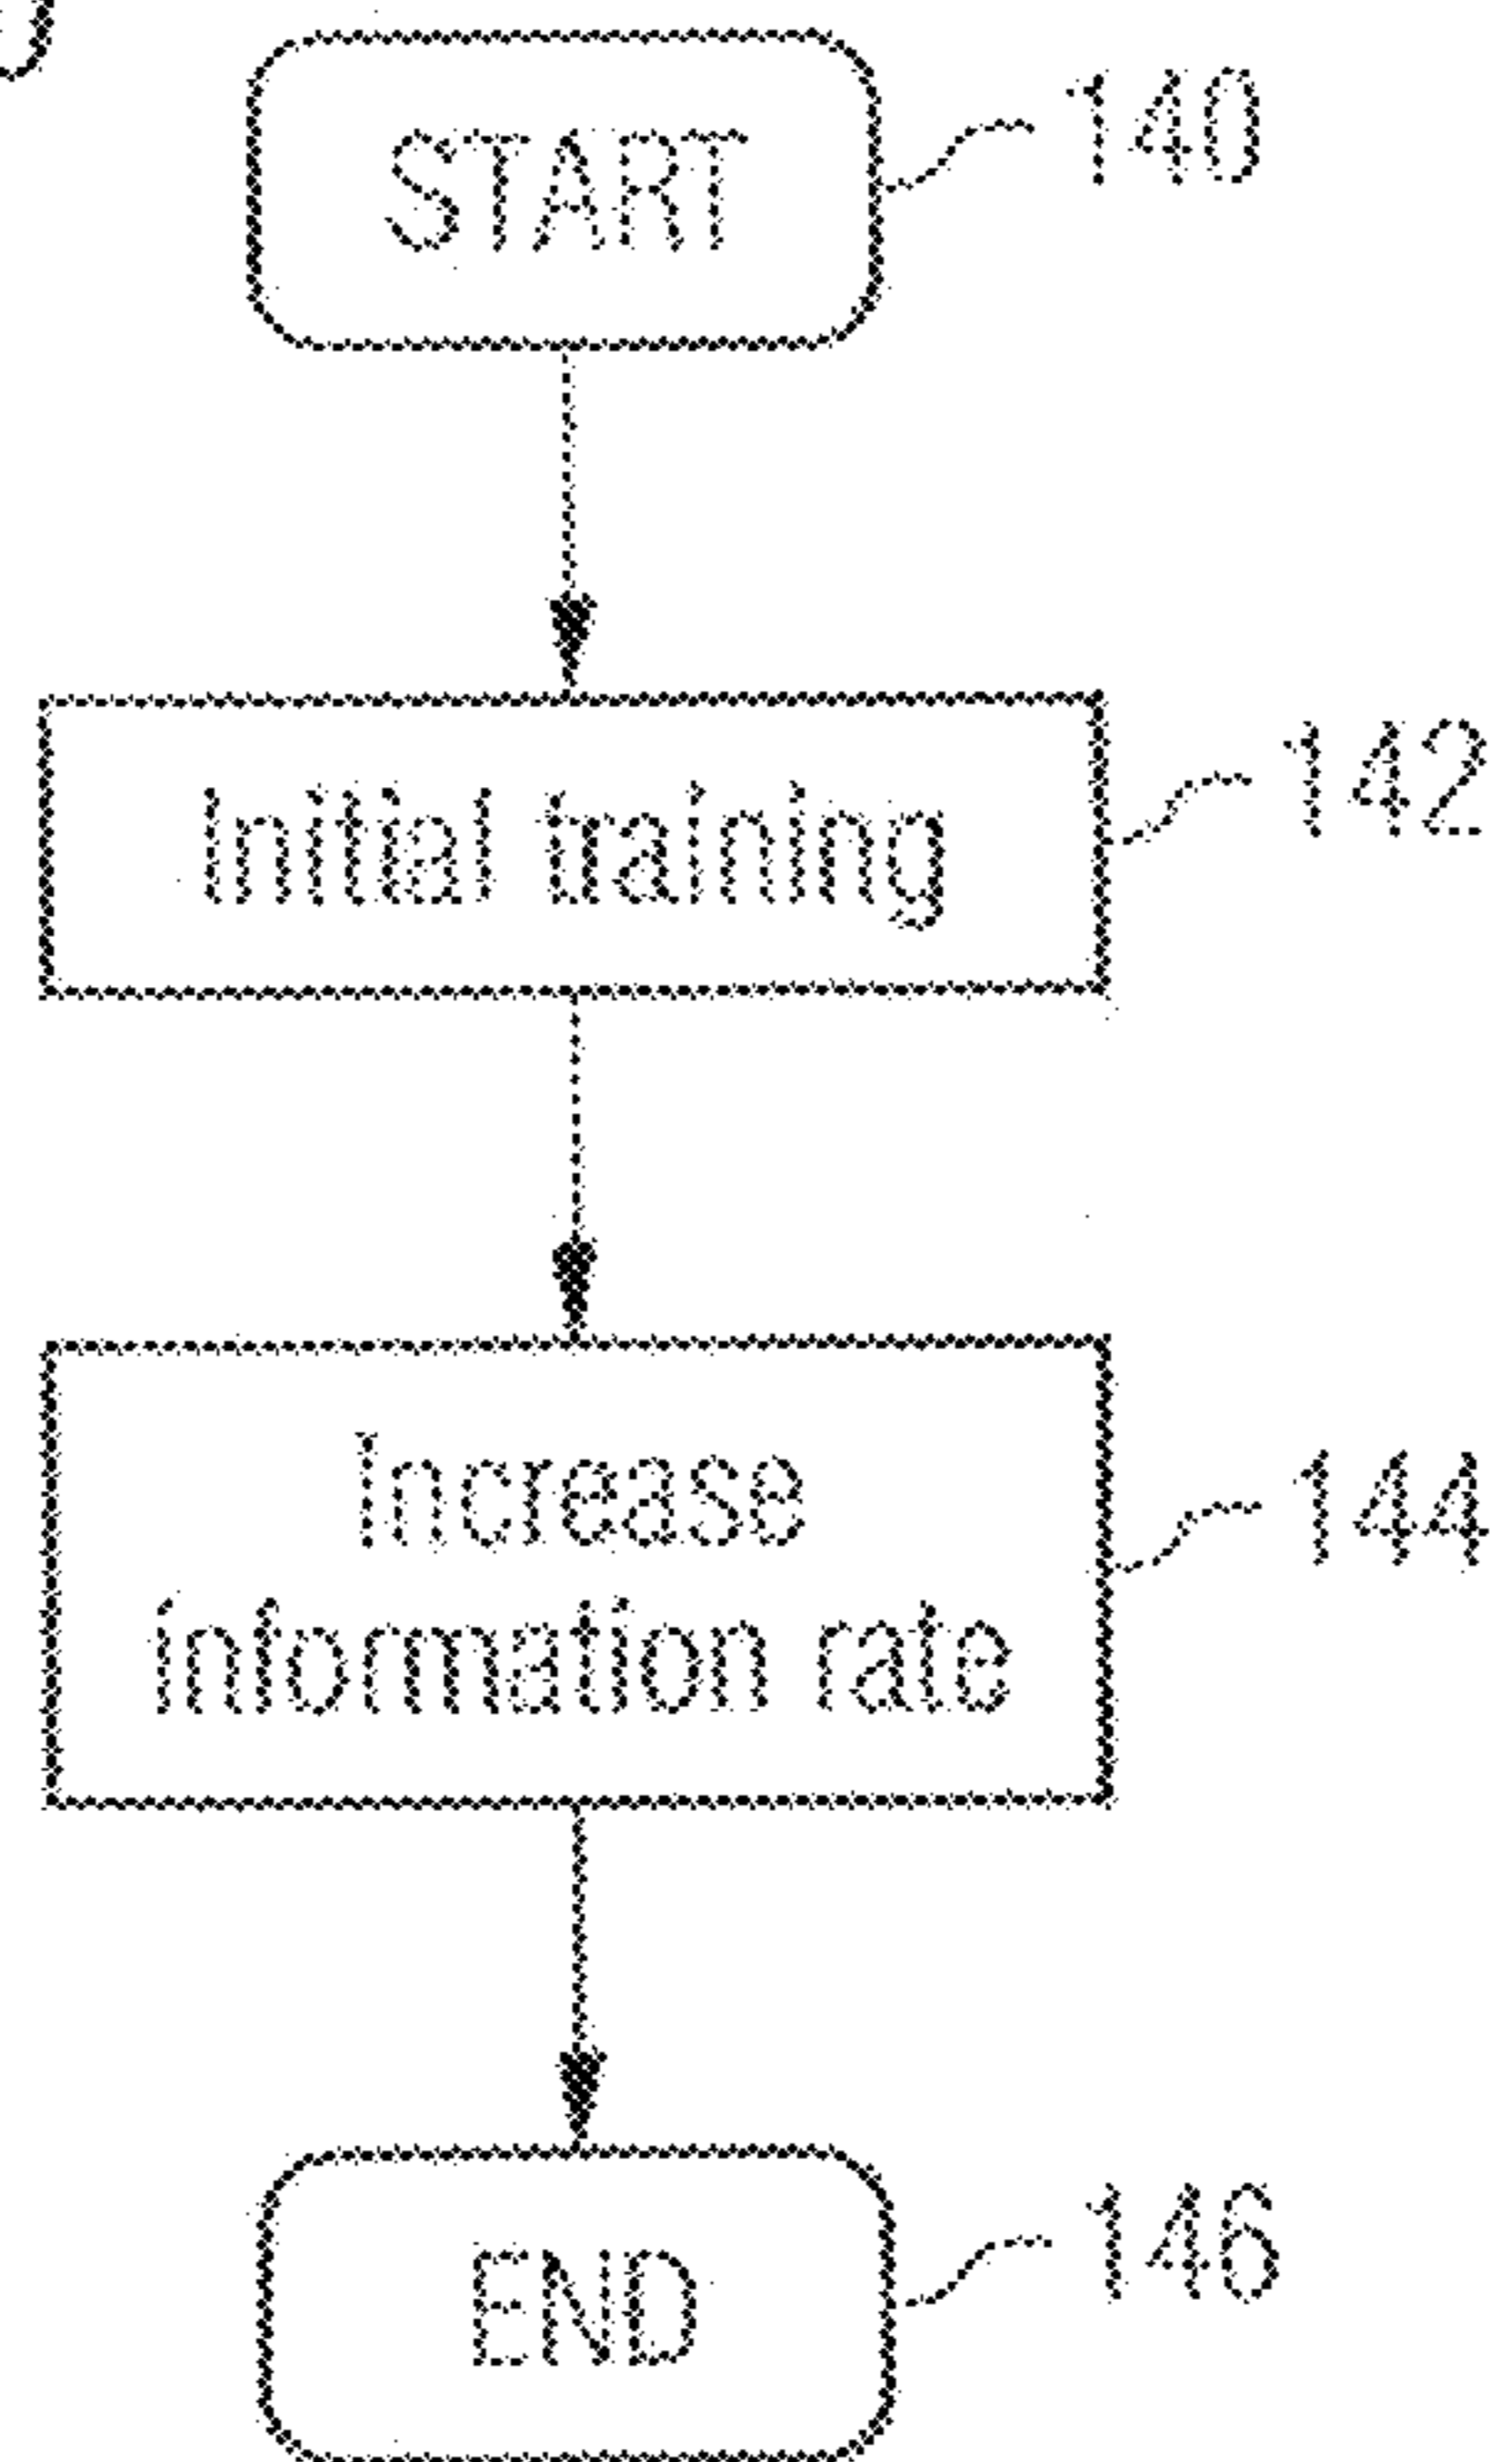 START
140
Initial training
142
Increase
information rate
144
END
146